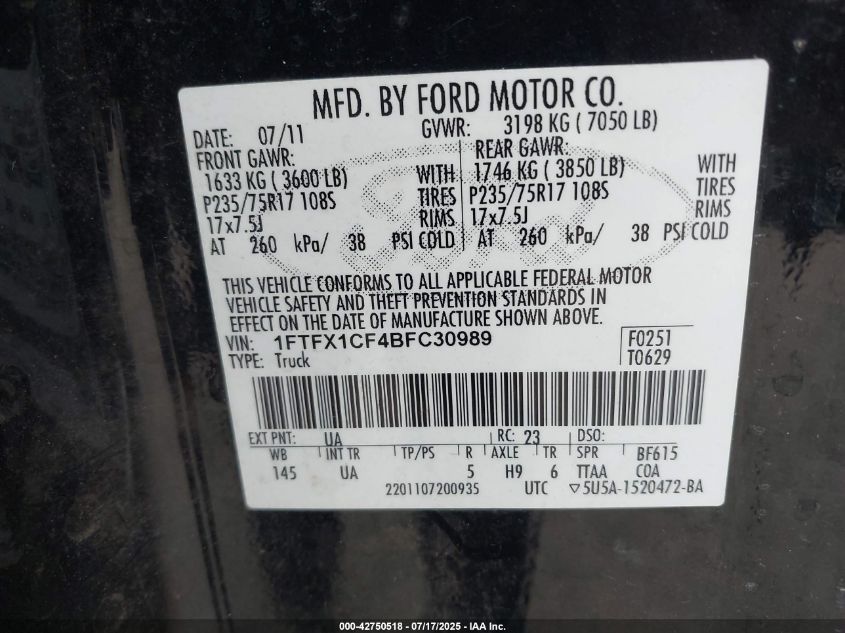 MFD. BY FORD MOTOR CO.
DATE: 07/11 GVWR: 3198 KG ( 7050 LB)
FRONT GAWR: REAR GAWR:
1633 KG ( 3600 LB) WITH 1746 KG ( 3850 LB) WITH
P235/75R17 108S TIRES P235/75R17 108S TIRES
17x7.5J RIMS 17x7.5J RIMS
AT 260 kPa/ 38 PSI COLD AT 260 kPa/ 38 PSI COLD
THIS VEHICLE CONFORMS TO ALL APPLICABLE FEDERAL MOTOR
VEHICLE SAFETY AND THEFT PREVENTION STANDARDS IN
EFFECT ON THE DATE OF MANUFACTURE SHOWN ABOVE.
VIN: 1FTFX1CF4BFC30989 F0251
TYPE: Truck T0629
EXT PNT: UA RC: 23 DSO:
WB INT TR TP/PS R AXLE TR SPR BF615
145 UA 5 H9 6 TTAA COA
2201107200935 UTC ▽5U5A-1520472-BA
000-42750518 - 07/17/2025 - IAA Inc.